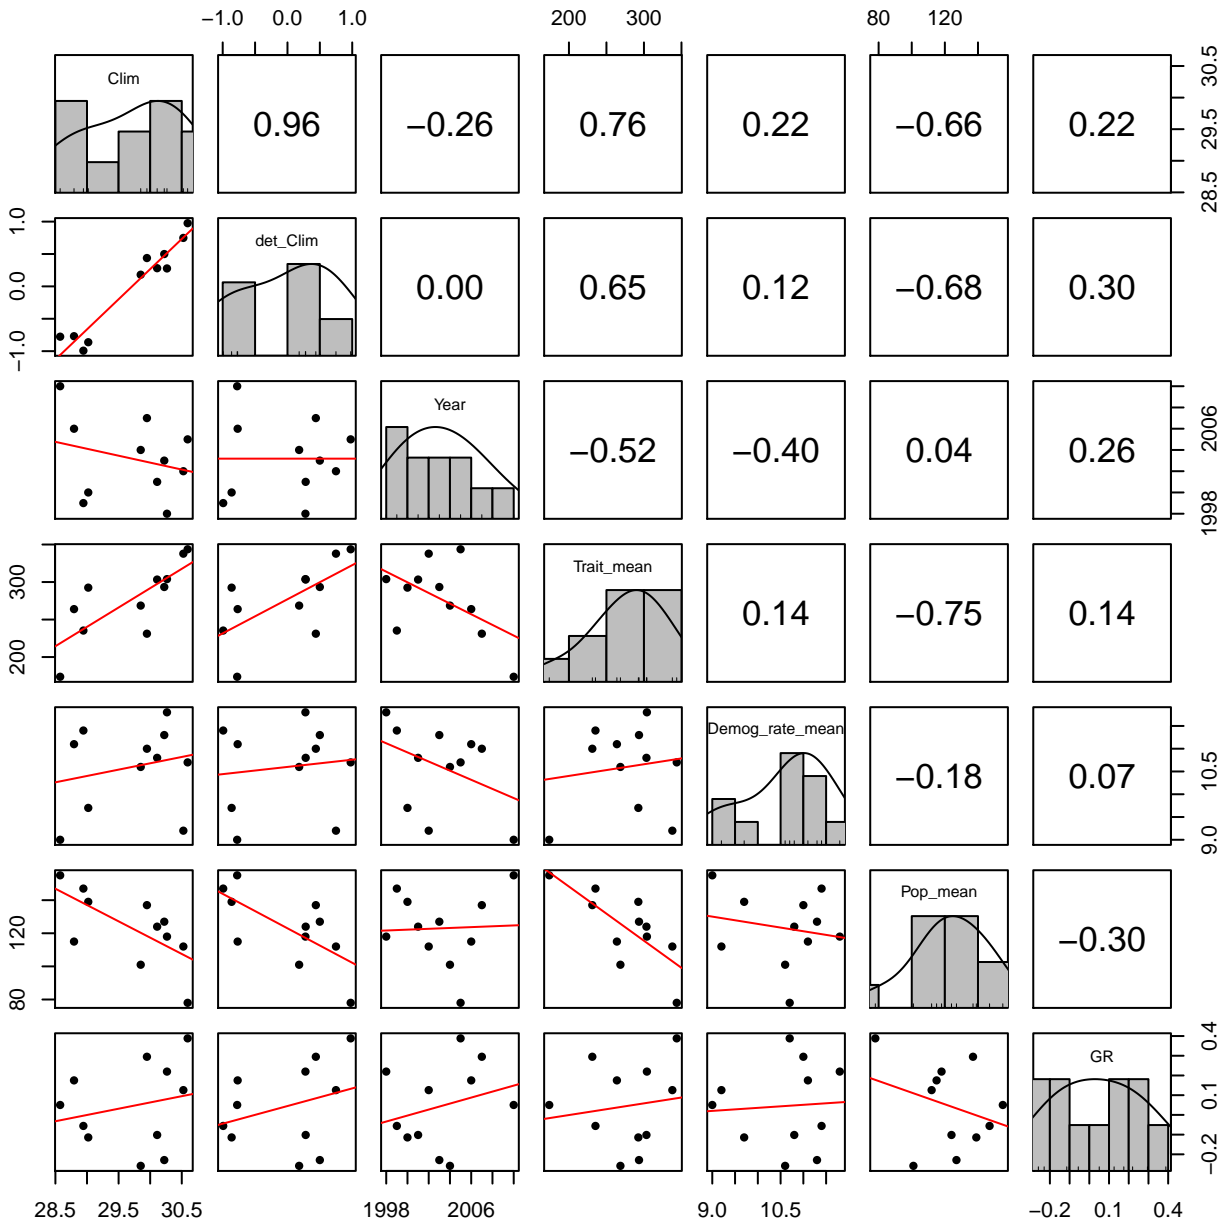 −1.0 0.0 1.0 200 300 80 120
Clim 0.96 −0.26 0.76 0.22 −0.66 0.22 28.5 29.5 30.5
−1.0 0.0 1.0 det_Clim 0.00 0.65 0.12 −0.68 0.30
Year −0.52 −0.40 0.04 0.26 1998 2006
200 300 Trait_mean 0.14 −0.75 0.14
Demog_rate_mean −0.18 0.07 9.0 10.5
80 120 Pop_mean −0.30
GR −0.2 0.1 0.4
28.5 29.5 30.5 1998 2006 9.0 10.5 −0.2 0.1 0.4